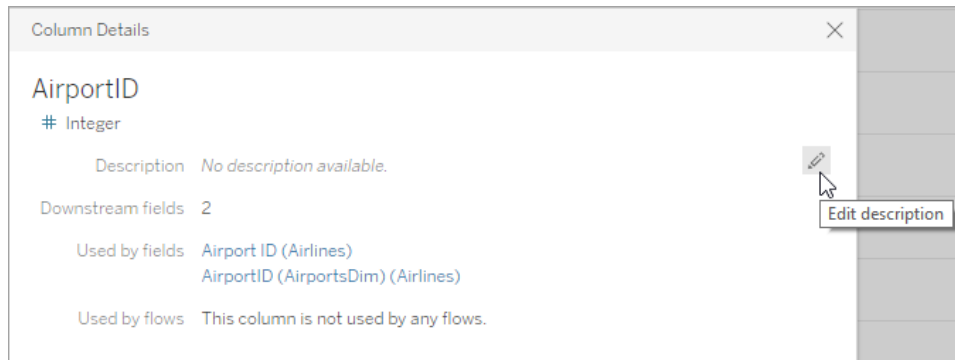 Column Details
AirportID
# Integer
Description No description available.
Edit description
Downstream fields 2
Used by fields Airport ID (Airlines)
AirportID (AirportsDim) (Airlines)
Used by flows This column is not used by any flows.